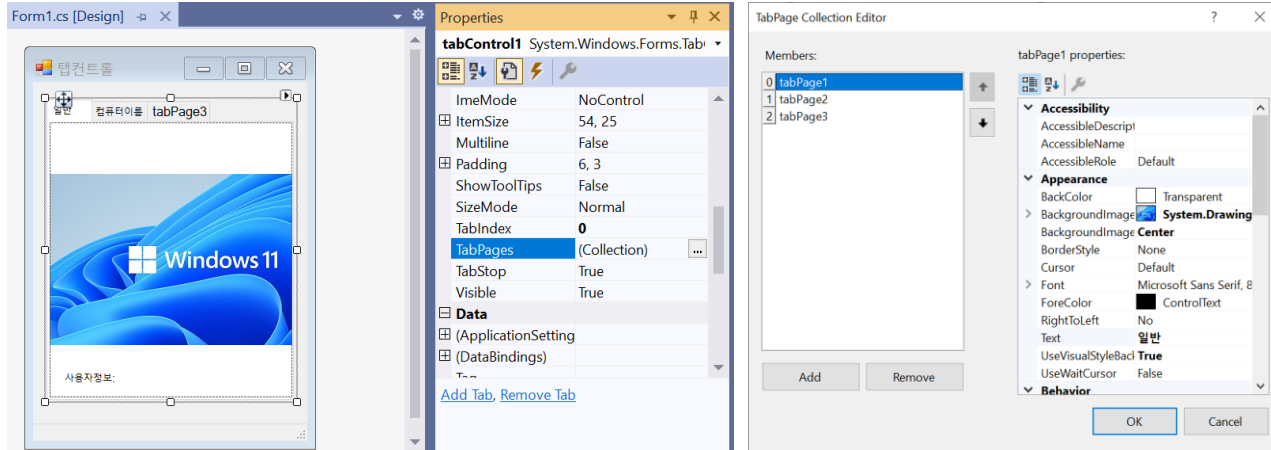 Form1.cs [Design]
탭컨트롤
일반 컴퓨터이름 tabPage3
Windows 11
사용자정보:
Properties
tabControl1 System.Windows.Forms.Tab
ImeMode NoControl
ItemSize 54, 25
Multiline False
Padding 6, 3
ShowToolTips False
SizeMode Normal
TabIndex 0
TabPages (Collection) ...
TabStop True
Visible True
Data
(ApplicationSetting
(DataBindings)
Add Tab, Remove Tab
TabPage Collection Editor ?
Members:
0 tabPage1
1 tabPage2
2 tabPage3
Add Remove
tabPage1 properties:
Accessibility
AccessibleDescript
AccessibleName
AccessibleRole Default
Appearance
BackColor Transparent
BackgroundImage System.Drawing
BackgroundImage Center
BorderStyle None
Cursor Default
Font Microsoft Sans Serif, 8
ForeColor ControlText
RightToLeft No
Text 일반
UseVisualStyleBacl True
UseWaitCursor False
Behavior
OK Cancel